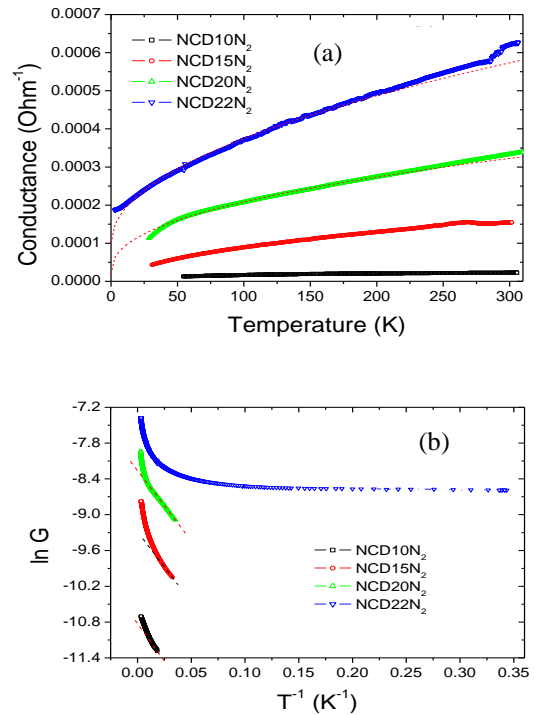 0.0007
0.0006
0.0005
0.0004
0.0003
0.0002
0.0001
0.0000
Conductance (Ohm⁻¹)
NCD10N₂
NCD15N₂
NCD20N₂
NCD22N₂
(a)
0 50 100 150 200 250 300
Temperature (K)
-7.2
-7.8
-8.4
-9.0
-9.6
-10.2
-10.8
-11.4
ln G
(b)
NCD10N₂
NCD15N₂
NCD20N₂
NCD22N₂
0.00 0.05 0.10 0.15 0.20 0.25 0.30 0.35
T⁻¹ (K⁻¹)